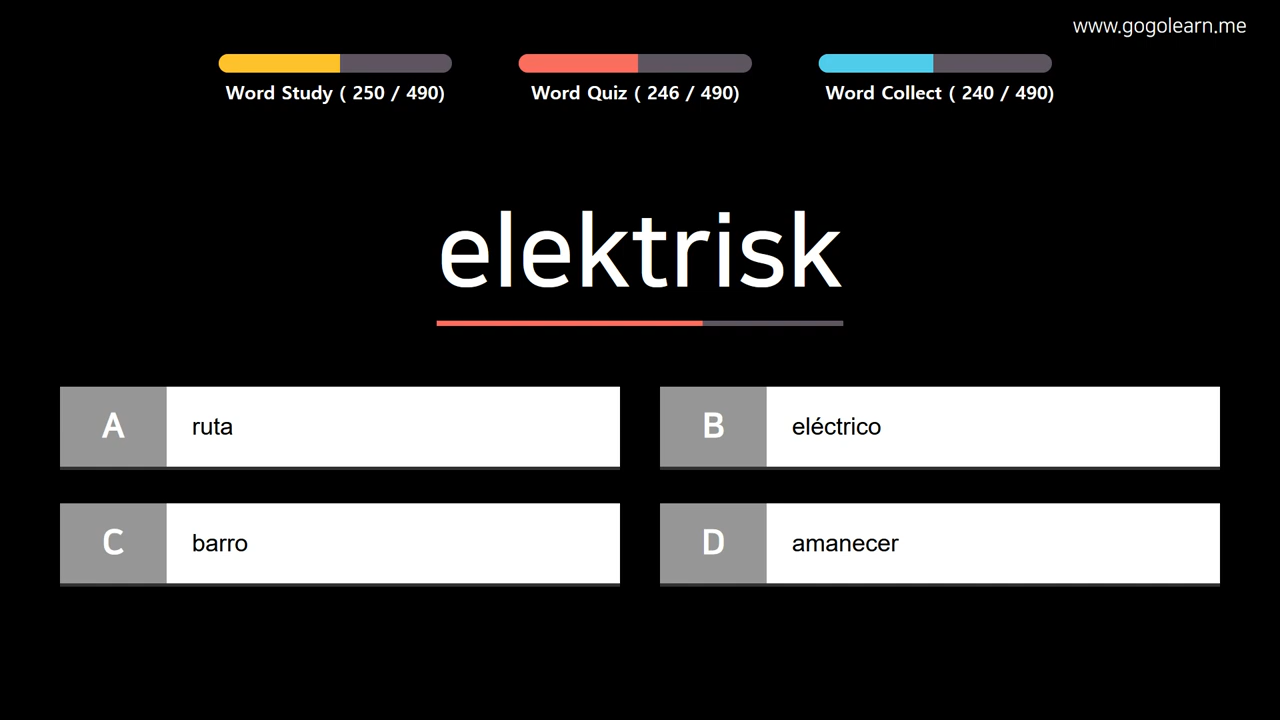 www.gogolearn.me
Word Study ( 250 / 490)
Word Quiz ( 246 / 490)
Word Collect ( 240 / 490)
elektrisk
A ruta
B eléctrico
C barro
D amanecer